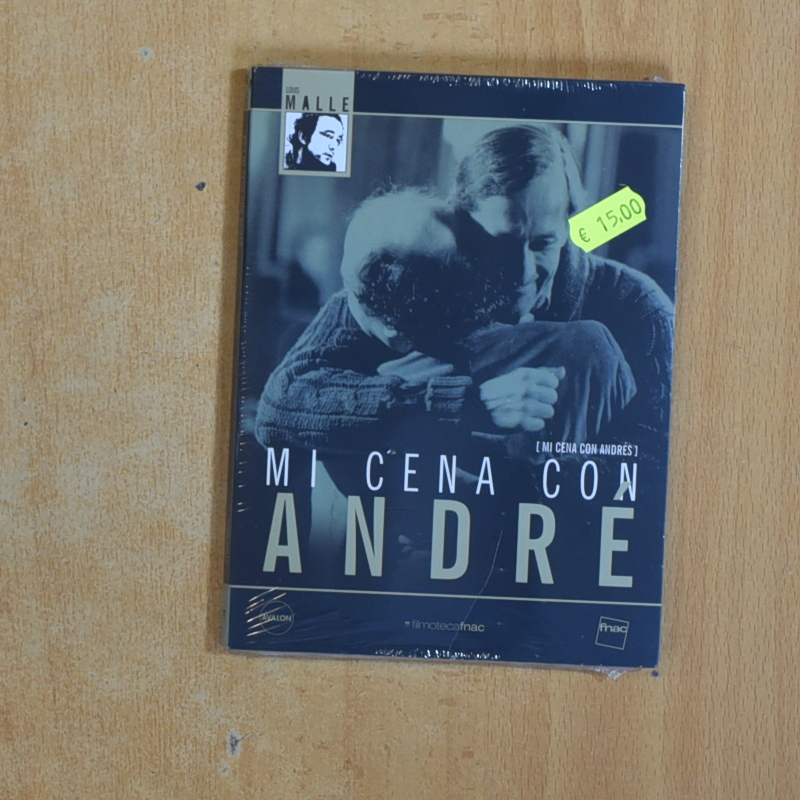 LOUIS
MALLE
€ 15,00
[ MI CENA CON ANDRÉS ]
MI CENA CON
ANDRÉ
AVALON
filmotecafnac
fnac